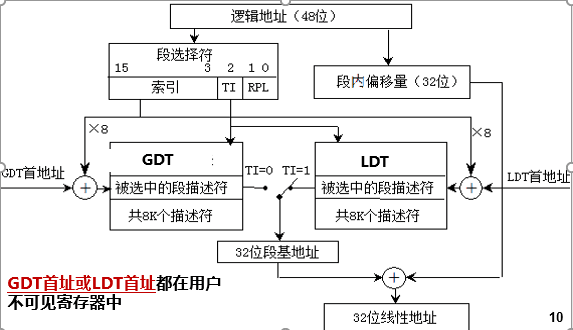 逻辑地址（48位）
段选择符
15 3 2 1 0
索引 TI RPL
段内偏移量（32位）
×8
×8
GDT :
LDT
GDT首地址
被选中的段描述符
TI=0 TI=1
被选中的段描述符
LDT首地址
共8K个描述符
共8K个描述符
32位段基地址
GDT首址或LDT首址都在用户
不可见寄存器中
32位线性地址
10